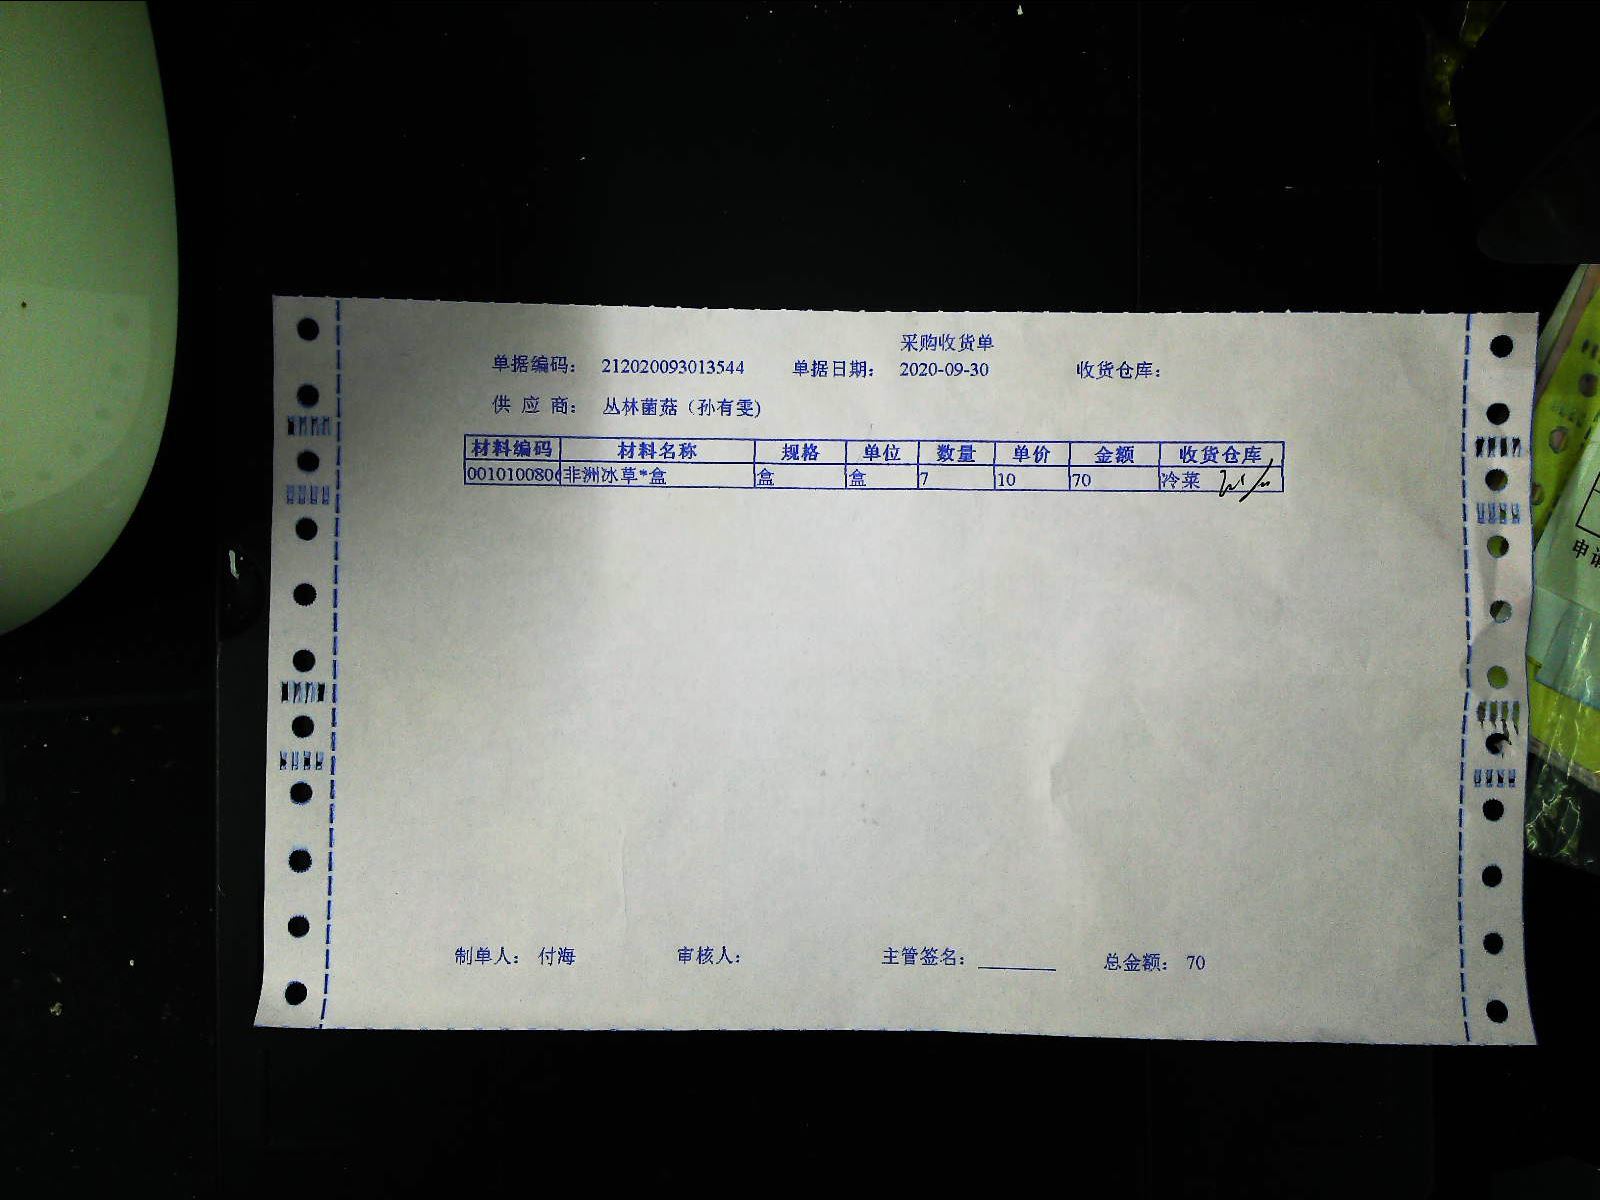 采购收货单
单据编码： 212020093013544 单据日期： 2020-09-30 收货仓库：
供 应 商： 丛林菌菇（孙有雯)
材料编码 材料名称 规格 单位 数量 单价 金额 收货仓库
001010080 非洲冰草*盒 盒 盒 7 10 70 冷菜
制单人： 付海 审核人： 主管签名： 总金额： 70
申请